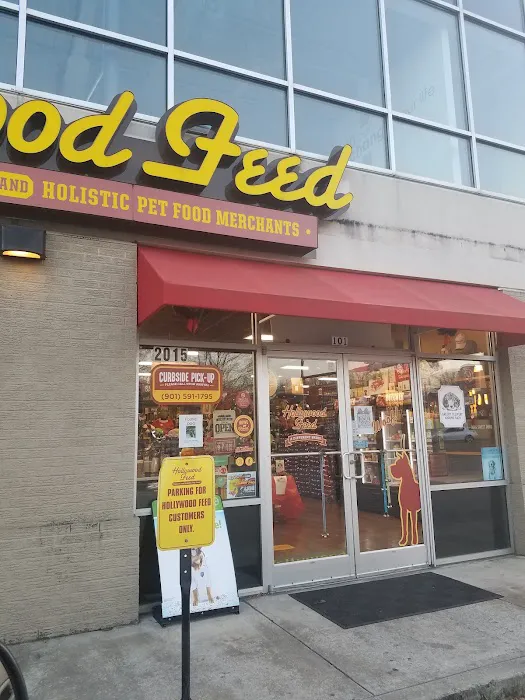 ood Feed
AND HOLISTIC PET FOOD MERCHANTS
101
2015
CURBSIDE PICK-UP
(901) 591-1795
OPEN
Hollywood
Feed
Hollywood
Feed
PARKING FOR
HOLLYWOOD FEED
CUSTOMERS
ONLY.